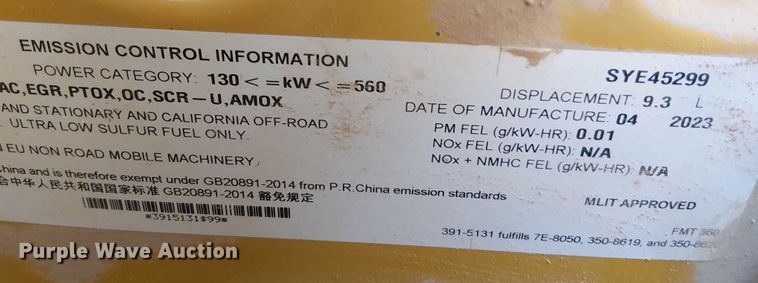 EMISSION CONTROL INFORMATION
SYE45299
POWER CATEGORY: 130 <=kW <=560
DISPLACEMENT: 9.3 L
AC,EGR,PTOX,OC,SCR-U,AMOX
DATE OF MANUFACTURE: 04 2023
AND STATIONARY AND CALIFORNIA OFF-ROAD
PM FEL (g/kW-HR): 0.01
ULTRA LOW SULFUR FUEL ONLY.
NOx FEL (g/kW-HR): N/A
EU NON ROAD MOBILE MACHINERY
NOx + NMHC FEL (g/kW-HR): N/A
China and is therefore exempt under GB20891-2014 from P.R.China emission standards
合中华人民共和国国家标准 GB20891-2014 豁免规定
MLIT APPROVED
*3915131$99*
FMT
391-5131 fulfills 7E-8050, 350-8619, and
Purple Wave Auction